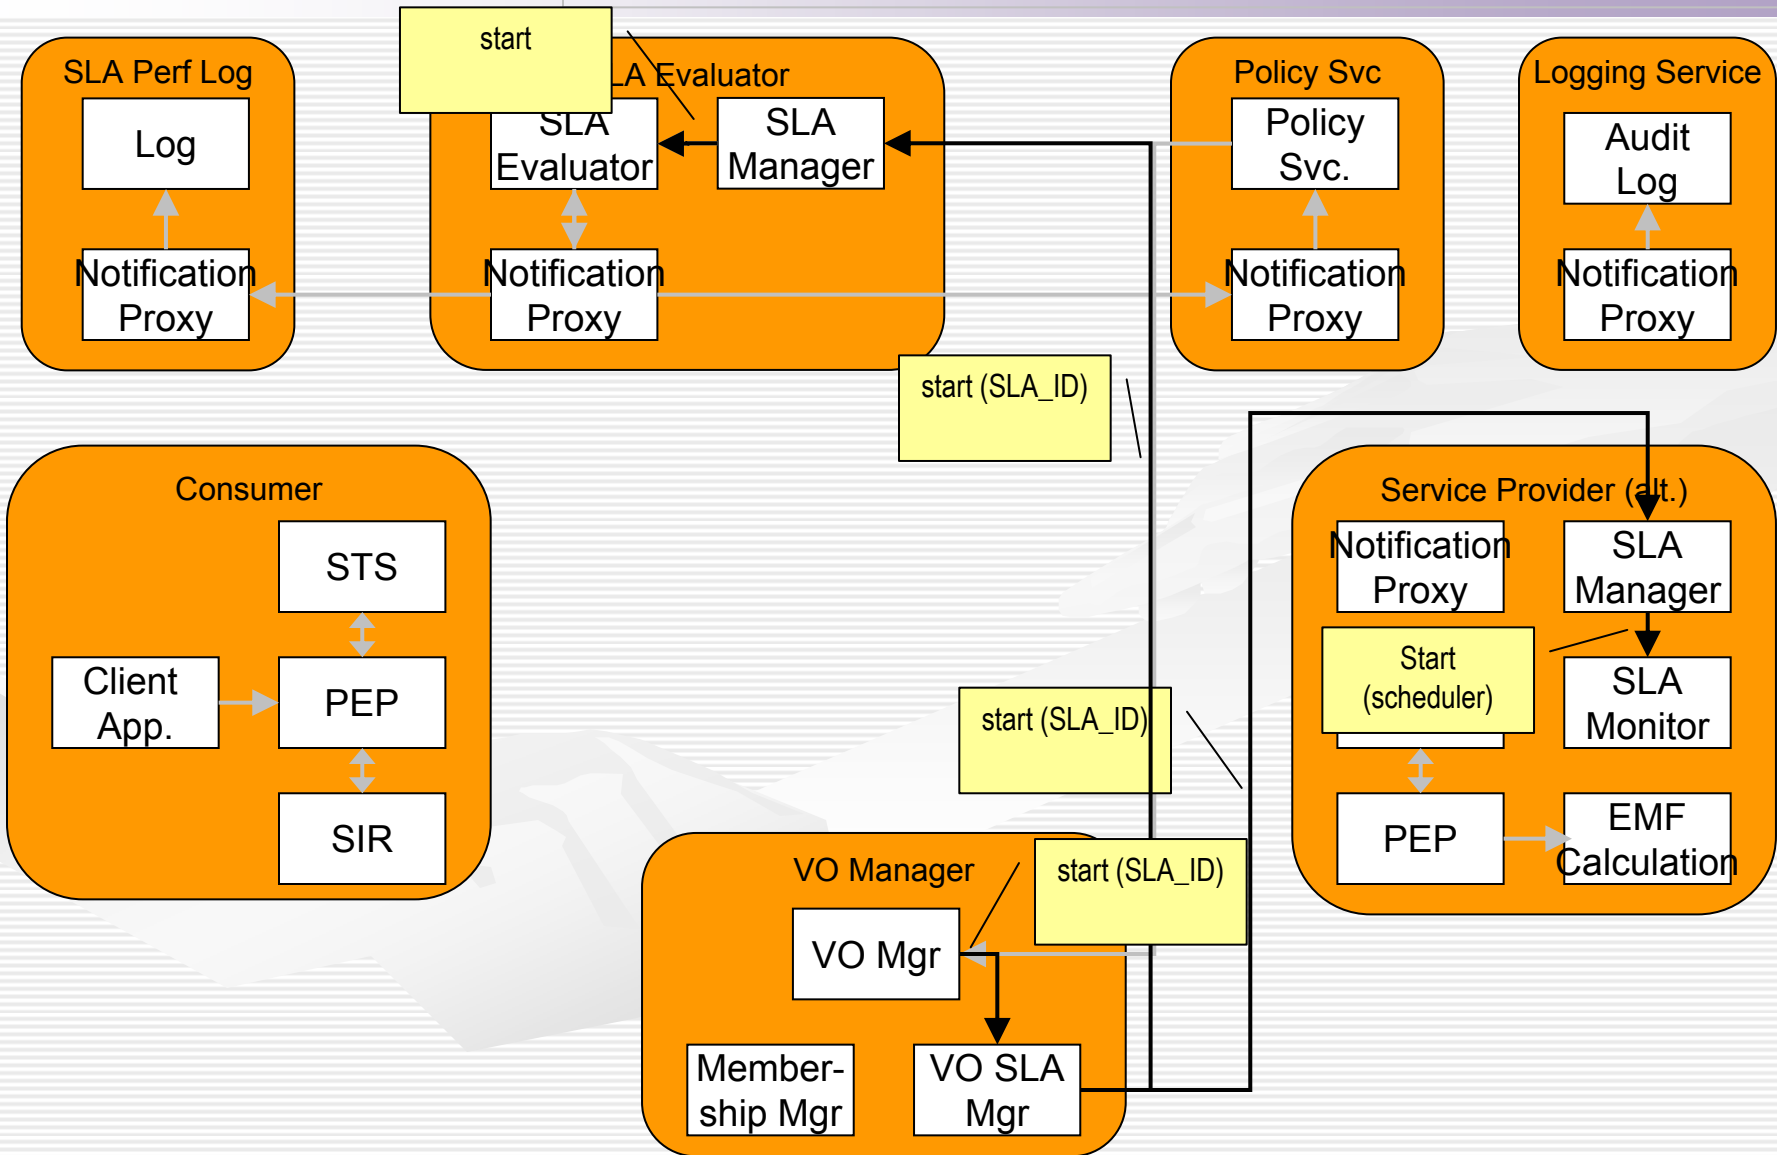 start
SLA Perf Log
LA Evaluator
Policy Svc
Logging Service
Log
SLA
Evaluator
SLA
Manager
Policy
Svc.
Audit
Log
Notification
Proxy
Notification
Proxy
Notification
Proxy
Notification
Proxy
start (SLA_ID)
Consumer
STS
Client
App.
PEP
SIR
Service Provider (alt.)
Notification
Proxy
SLA
Manager
Start
(scheduler)
SLA
Monitor
PEP
EMF
Calculation
start (SLA_ID)
VO Manager
start (SLA_ID)
VO Mgr
Member-
ship Mgr
VO SLA
Mgr